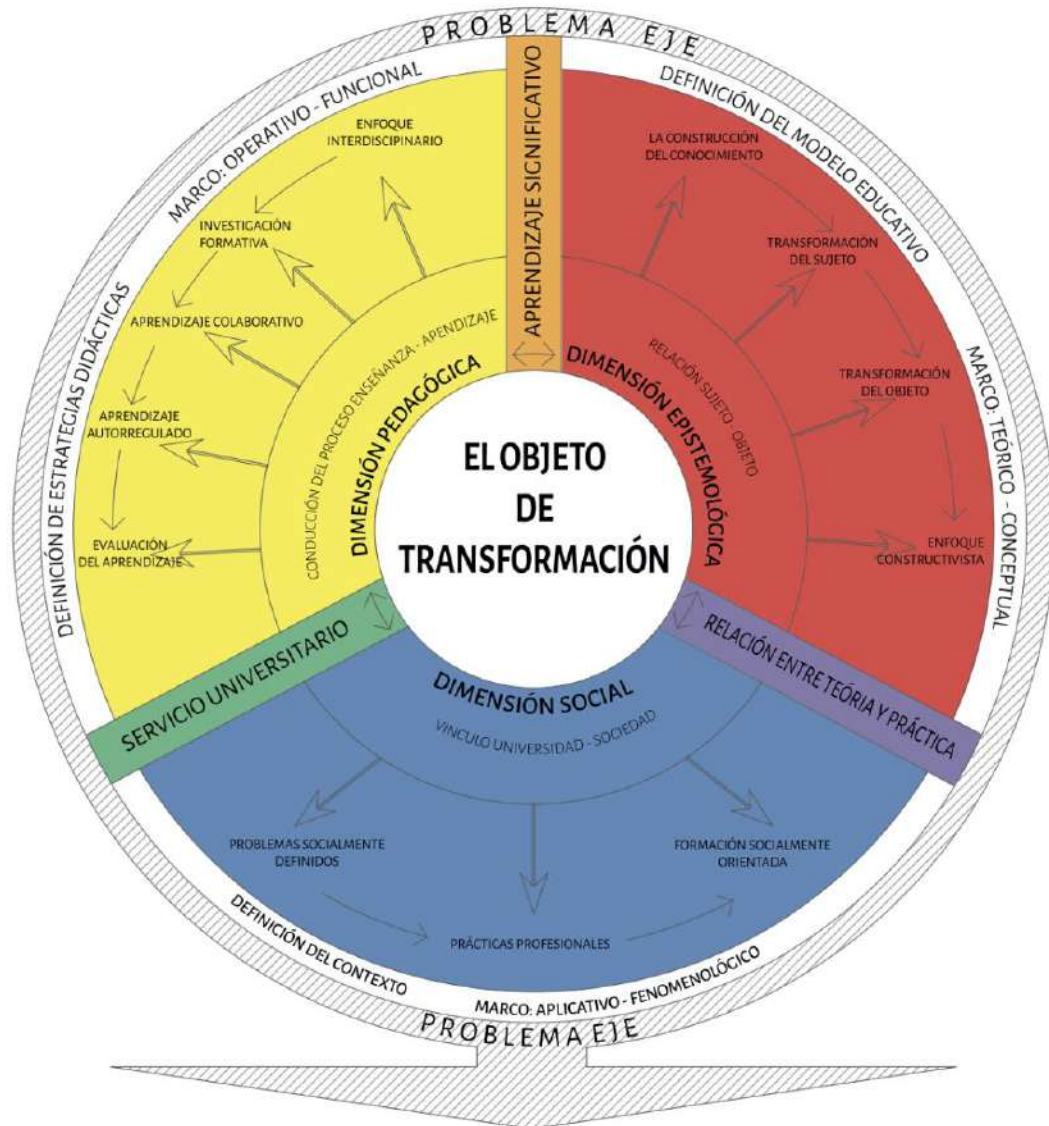 PROBLEMA EJE
MARCO: OPERATIVO - FUNCIONAL
DEFINICIÓN DE ESTRATEGIAS DIDÁCTICAS
ENFOQUE
INTERDISCIPINARIO
INVESTIGACIÓN
FORMATIVA
APRENDIZAJE COLABORATIVO
APRENDIZAJE
AUTORREGULADO
EVALUACIÓN
DEL APRENDIZAJE
CONDUCCIÓN DEL PROCESO ENSEÑANZA - APENDIZAJE
DIMENSIÓN PEDAGÓGICA
APRENDIZAJE SIGNIFICATIVO
DEFINICIÓN DEL MODELO EDUCATIVO
MARCO: TEÓRICO - CONCEPTUAL
LA CONSTRUCCIÓN
DEL CONOCIMIENTO
TRANSFORMACIÓN
DEL SUJETO
TRANSFORMACIÓN
DEL OBJETO
ENFOQUE
CONSTRUCTIVISTA
RELACIÓN SUJETO - OBJETO
DIMENSIÓN EPISTEMOLÓGICA
EL OBJETO
DE
TRANSFORMACIÓN
SERVICIO UNIVERSITARIO
RELACIÓN ENTRE TEÓRIA Y PRÁCTICA
DIMENSIÓN SOCIAL
VINCULO UNIVERSIDAD - SOCIEDAD
PROBLEMAS SOCIALMENTE
DEFINIDOS
PRÁCTICAS PROFESIONALES
FORMACIÓN SOCIALMENTE
ORIENTADA
DEFINICIÓN DEL CONTEXTO
MARCO: APLICATIVO - FENOMENOLÓGICO
PROBLEMA EJE